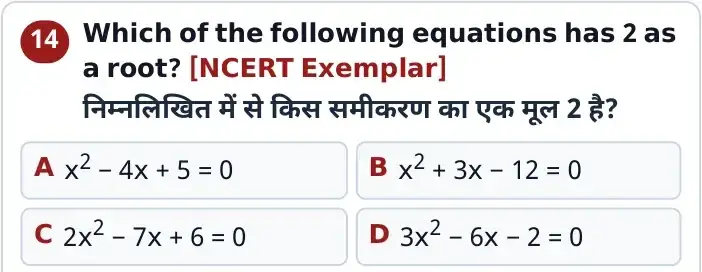 14 Which of the following equations has 2 as
a root? [NCERT Exemplar]
निम्नलिखित में से किस समीकरण का एक मूल 2 है?
A x² – 4x + 5 = 0
B x² + 3x − 12 = 0
C 2x² – 7x + 6 = 0
D 3x² – 6x – 2 = 0